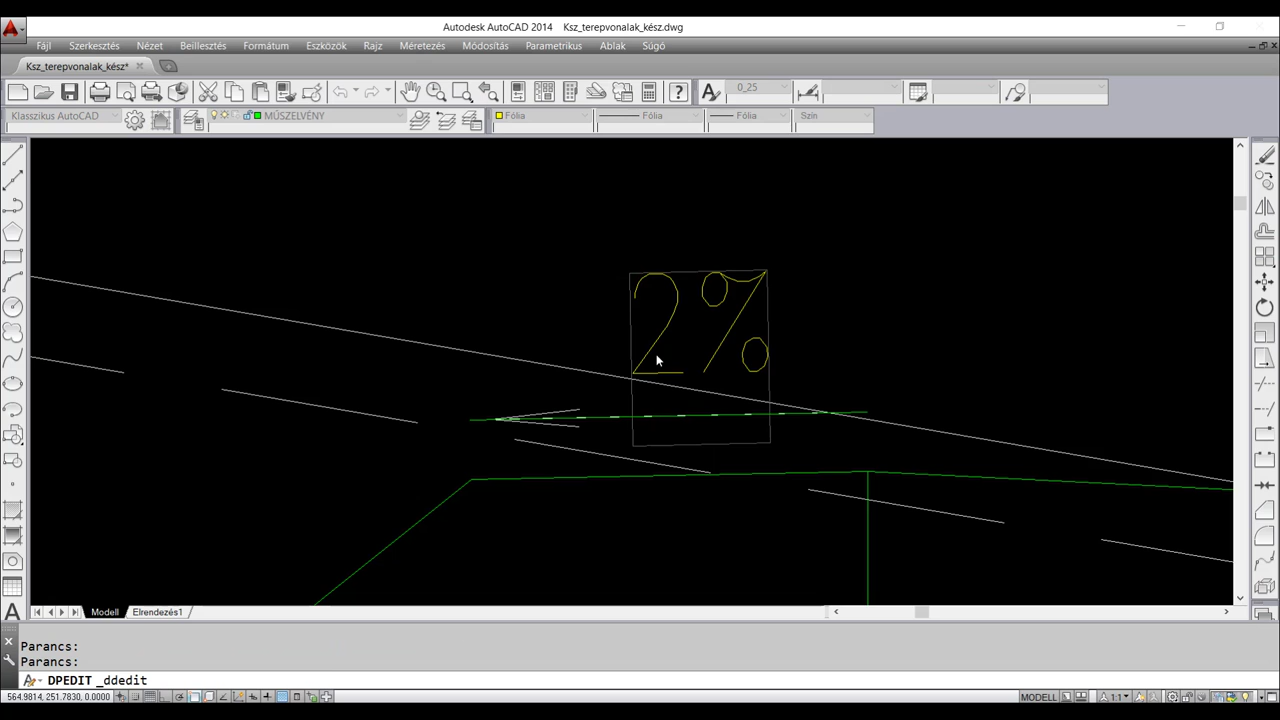 Autodesk AutoCAD 2014 Ksz_terepvonalak_kész.dwg
Fájl Szerkesztés Nézet Beillesztés Formátum Eszközök Rajz Méretezés Módosítás Parametrikus Ablak Súgó
Ksz_terepvonalak_kész*
0_25
Klasszikus AutoCAD MŰSZELVÉNY Fólia Fólia Fólia Szín
2%
Modell Elrendezés1
Parancs:
Parancs:
DPEDIT _ddedit
564.9814, 251.7830, 0.0000 MODELL 1:1